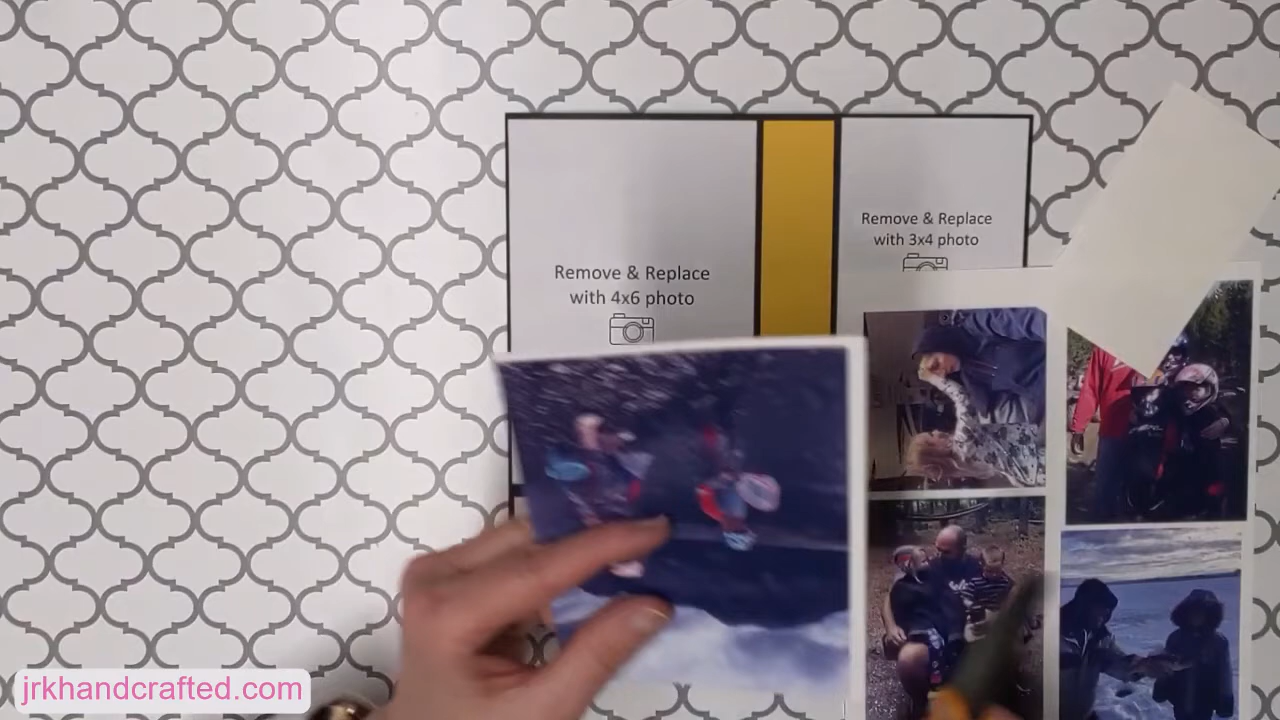 Remove & Replace
with 4x6 photo
Remove & Replace
with 3x4 photo
jrkhandcrafted.com